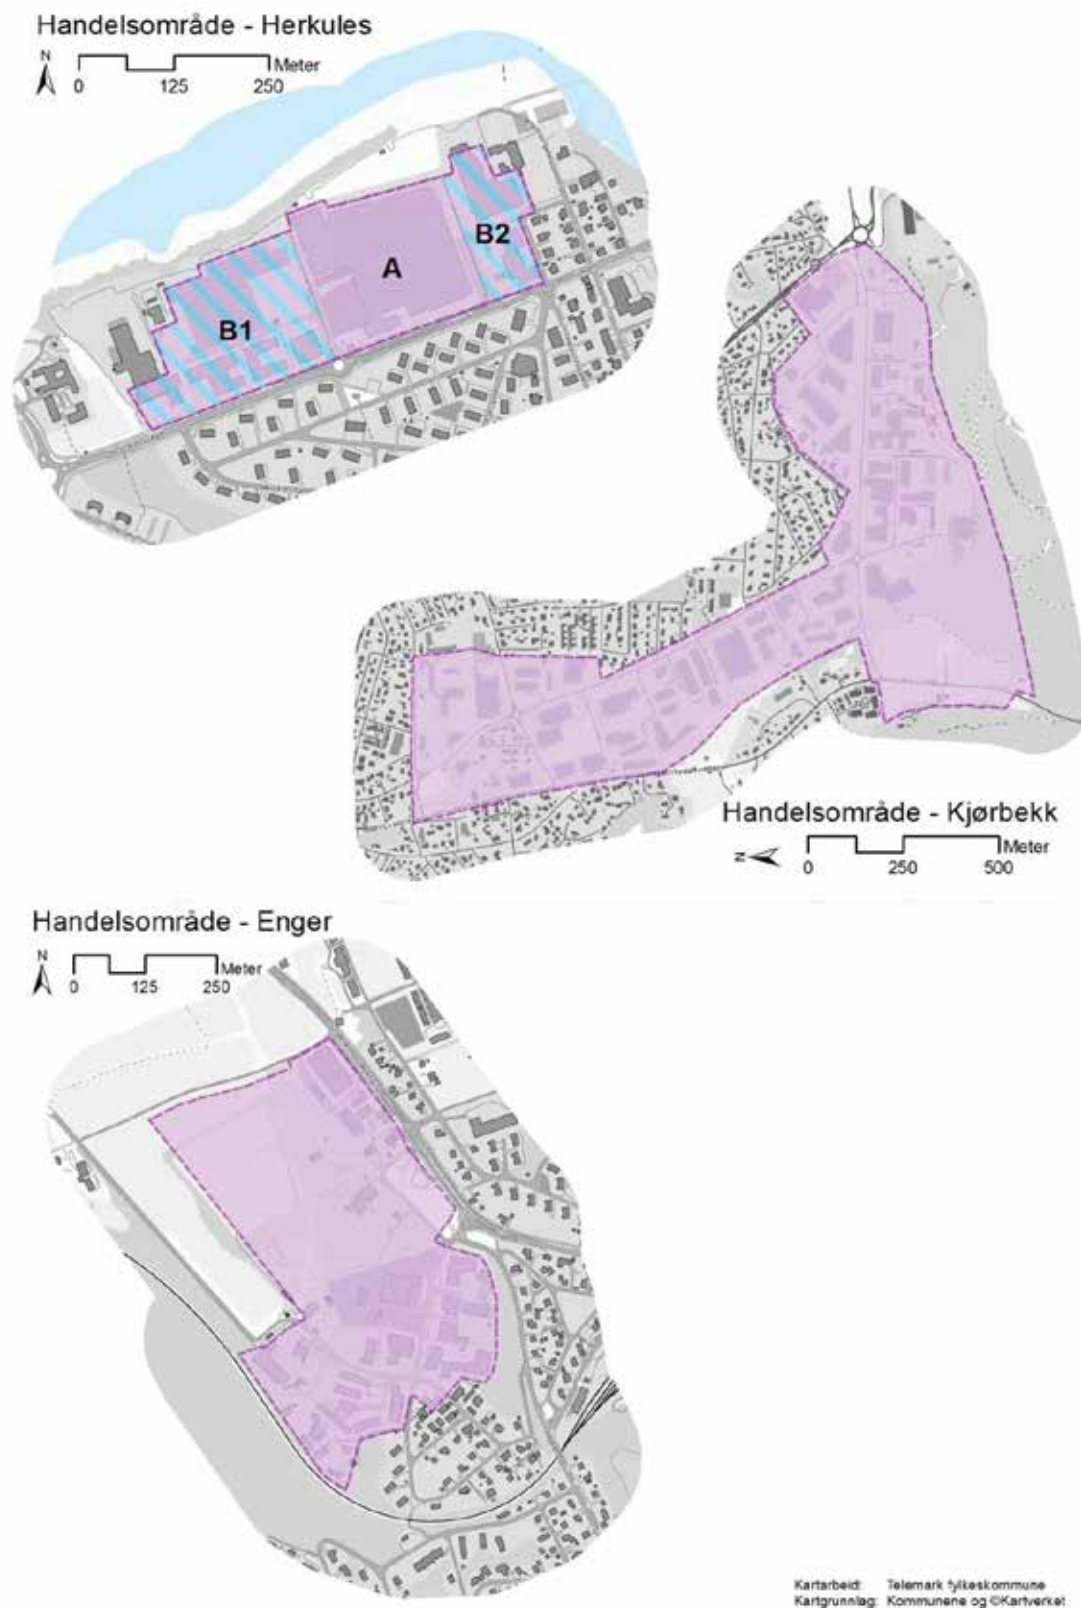 Handelsområde - Herkules
N
Meter
0 125 250
B2
A
B1
Handelsområde - Kjørbekk
N
Meter
0 250 500
Handelsområde - Enger
N
Meter
0 125 250
Kartarbeid: Telemark fylkeskommune
Kartgrunnlag: Kommunene og ©Kartverket